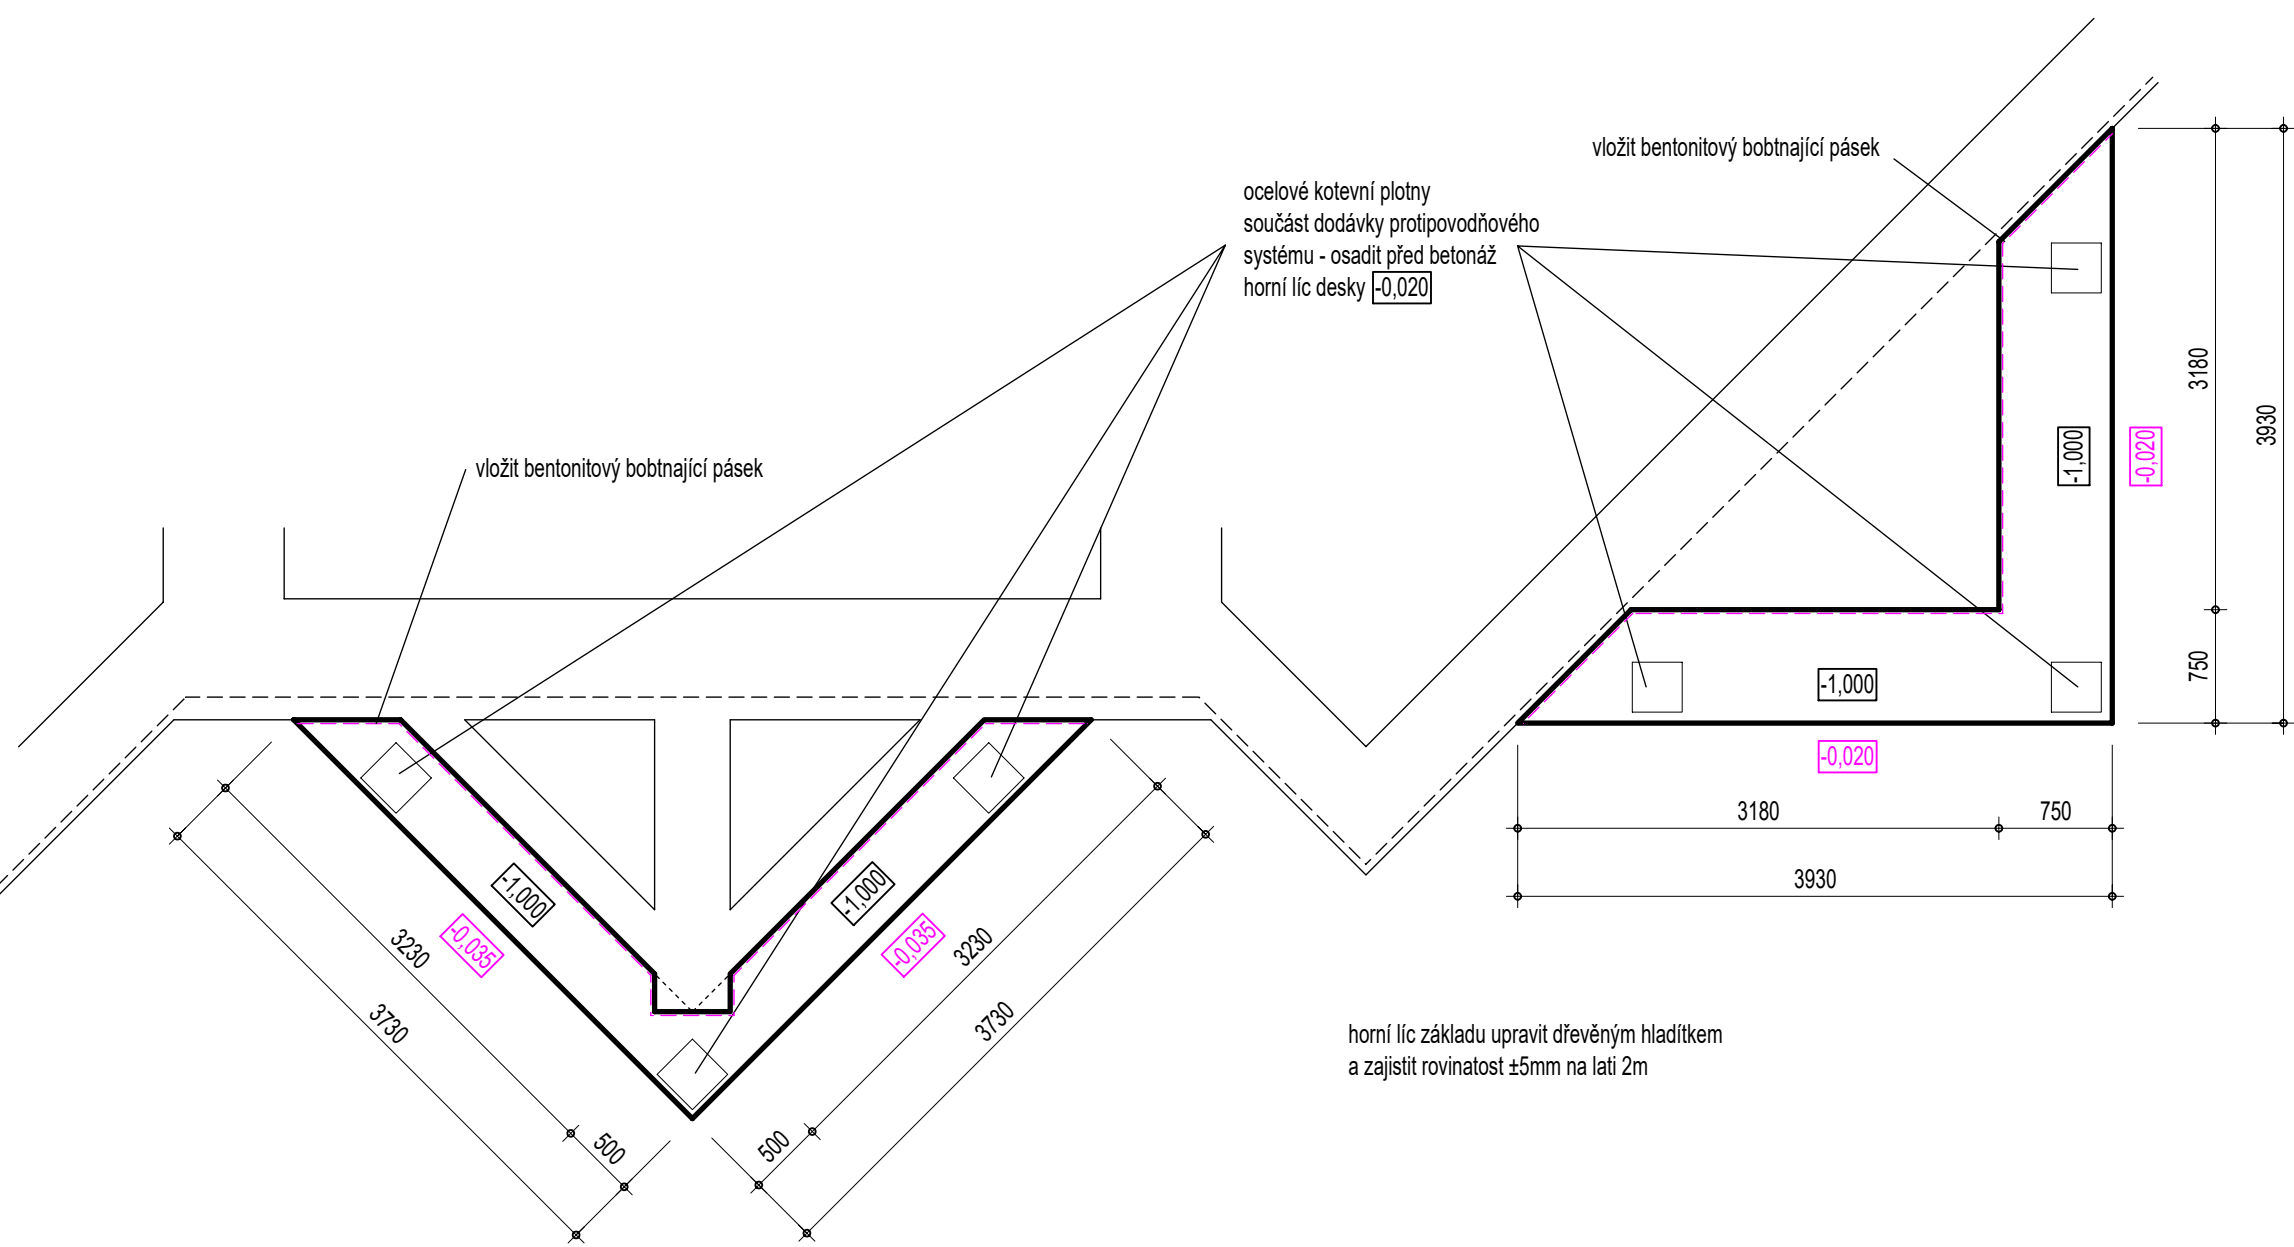 vložit bentonitový bobtnající pásek
ocelové kotevní plotny
součást dodávky protipovodňového
systému - osadit před betonáž
horní líc desky -0,020
vložit bentonitový bobtnající pásek
3180
3930
750
-1,000
-0,020
-1,000
-0,020
3180
750
3930
-1,000
-0,035
3230
3730
500
-1,000
-0,035
3230
3730
500
horní líc základu upravit dřevěným hladítkem
a zajistit rovinatost ±5mm na lati 2m